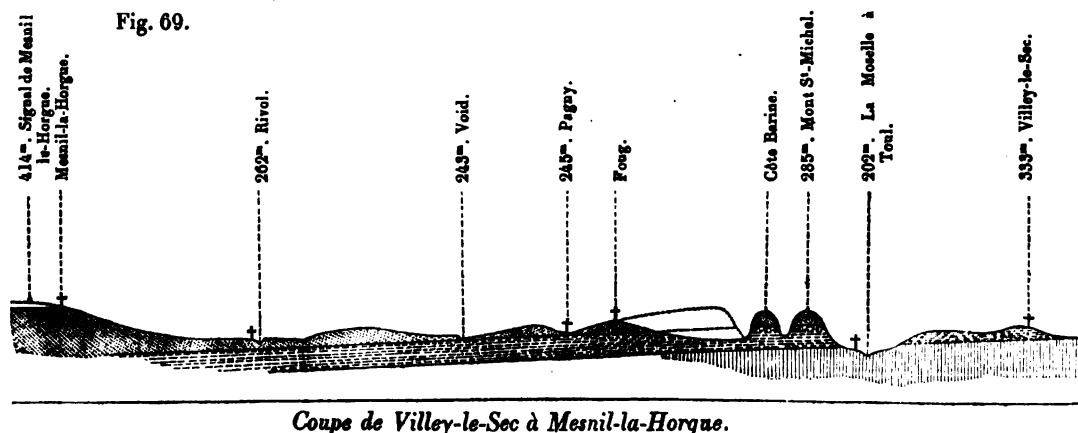 Fig. 69.
414ᵐ. Signal de Mesnil
le-Horgue.
Mesnil-la-Horgue.
262ᵐ. Rivol.
243ᵐ. Void.
245ᵐ. Pagny.
Foug.
Côte Barine.
285ᵐ. Mont Sᵗ-Michel.
202ᵐ. La Moselle à
Toul.
333ᵐ. Villey-le-Sec.
Coupe de Villey-le-Sec à Mesnil-la-Horgue.